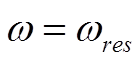 ω = ω_res